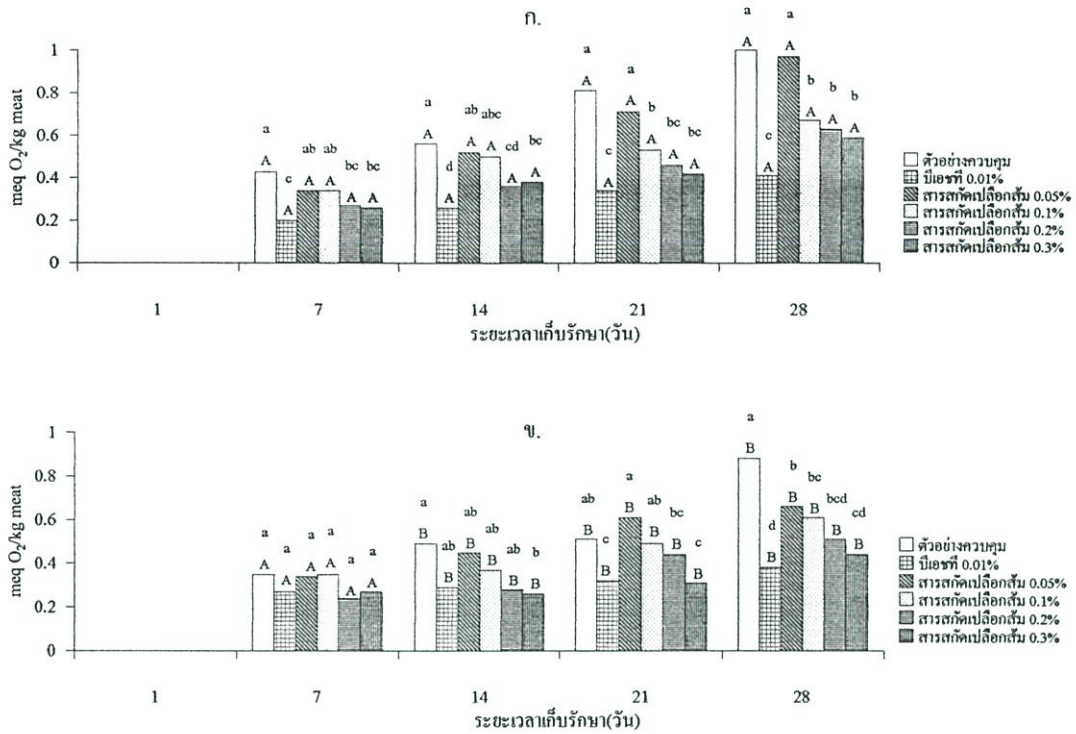 ก.
a a
a a A A
1 A A b b b
0.8 a ab abc A A b bc bc A A A
0.6 a A A A cd bc c A A A c
0.4 ab ab bc bc d A A A A
0.2 c A A A A A A
0
meq O2/kg meat
1 7 14 21 28
ระยะเวลาเก็บรักษา(วัน)
ตัวอย่างควบคุม
บีเอชที 0.01%
สารสกัดเปลือกส้ม 0.05%
สารสกัดเปลือกส้ม 0.1%
สารสกัดเปลือกส้ม 0.2%
สารสกัดเปลือกส้ม 0.3%
ข.
a
1 B b bc
0.8 a ab ab a ab bc B B bcd cd
0.6 a a a a B ab B ab ab b B c B B B c d B B
0.4 A A A A a a B B B B B B B
0.2 A A
0
meq O2/kg meat
1 7 14 21 28
ระยะเวลาเก็บรักษา(วัน)
ตัวอย่างควบคุม
บีเอชที 0.01%
สารสกัดเปลือกส้ม 0.05%
สารสกัดเปลือกส้ม 0.1%
สารสกัดเปลือกส้ม 0.2%
สารสกัดเปลือกส้ม 0.3%